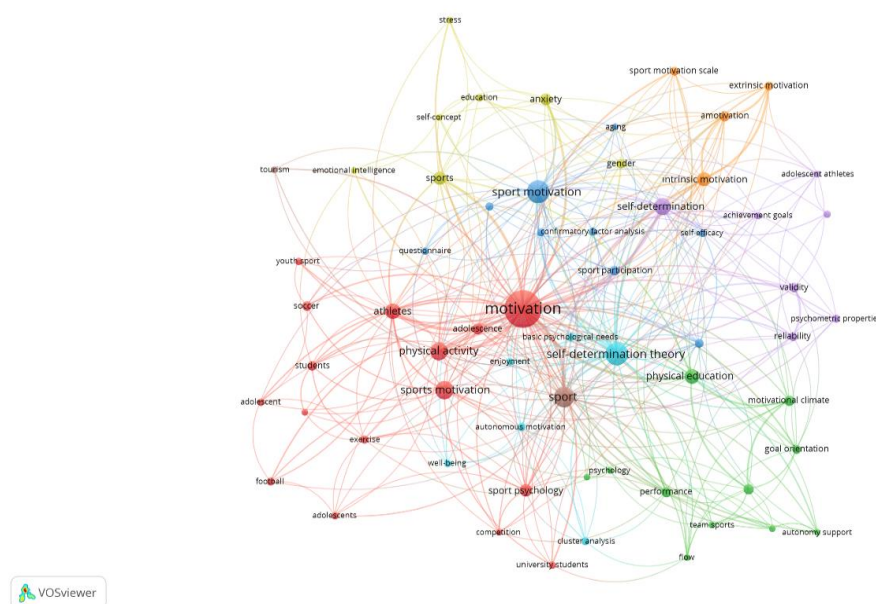 stress
sport motivation scale
extrinsic motivation
education
anxiety
amotivation
self-concept
aging
gender
tourism
emotional intelligence
sports
intrinsic motivation
adolescent athletes
sport motivation
self-determination
achievement goals
confirmatory factor analysis
self efficacy
questionnaire
youth sport
sport participation
validity
soccer
athletes
motivation
psychometric propertie
adolescence
basic psychological needs
reliability
physical activity
self-determination theory
enjoyment
students
physical education
sports motivation
sport
adolescent
motivational climate
autonomous motivation
exercise
goal orientation
well-being
psychology
football
sport psychology
performance
adolescents
team sports
competition
autonomy support
cluster analysis
flow
university students
VOSviewer